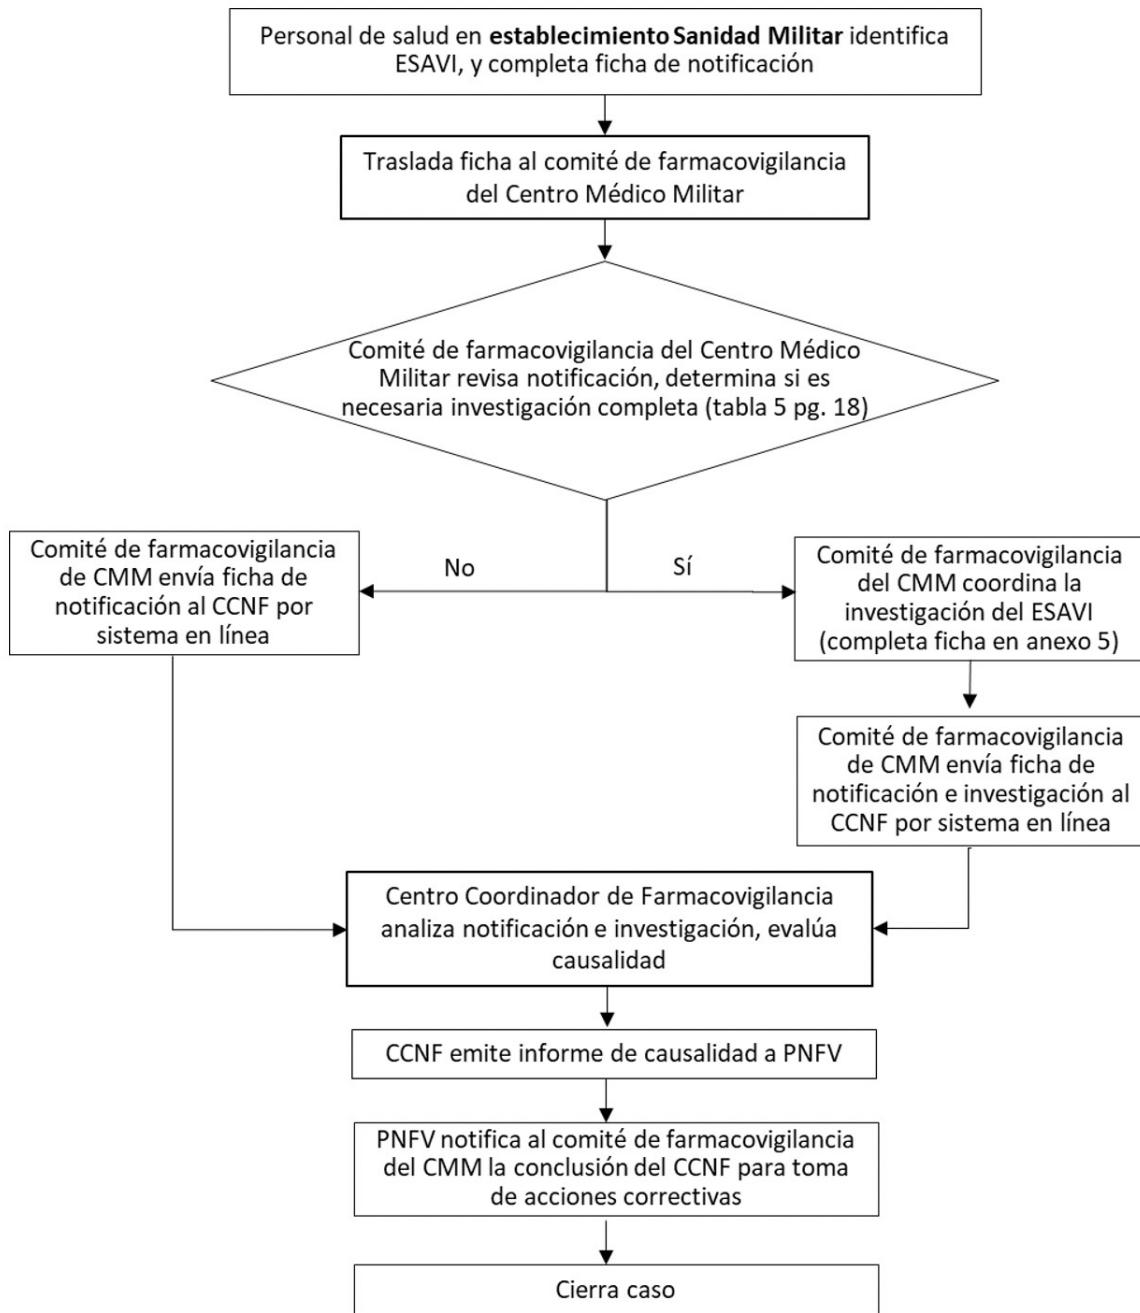 Personal de salud en establecimiento Sanidad Militar identifica
ESAVI, y completa ficha de notificación
Traslada ficha al comité de farmacovigilancia
del Centro Médico Militar
Comité de farmacovigilancia del Centro Médico
Militar revisa notificación, determina si es
necesaria investigación completa (tabla 5 pg. 18)
No
Sí
Comité de farmacovigilancia
de CMM envía ficha de
notificación al CCNF por
sistema en línea
Comité de farmacovigilancia
del CMM coordina la
investigación del ESAVI
(completa ficha en anexo 5)
Comité de farmacovigilancia
de CMM envía ficha de
notificación e investigación al
CCNF por sistema en línea
Centro Coordinador de Farmacovigilancia
analiza notificación e investigación, evalúa
causalidad
CCNF emite informe de causalidad a PNFV
PNFV notifica al comité de farmacovigilancia
del CMM la conclusión del CCNF para toma
de acciones correctivas
Cierra caso